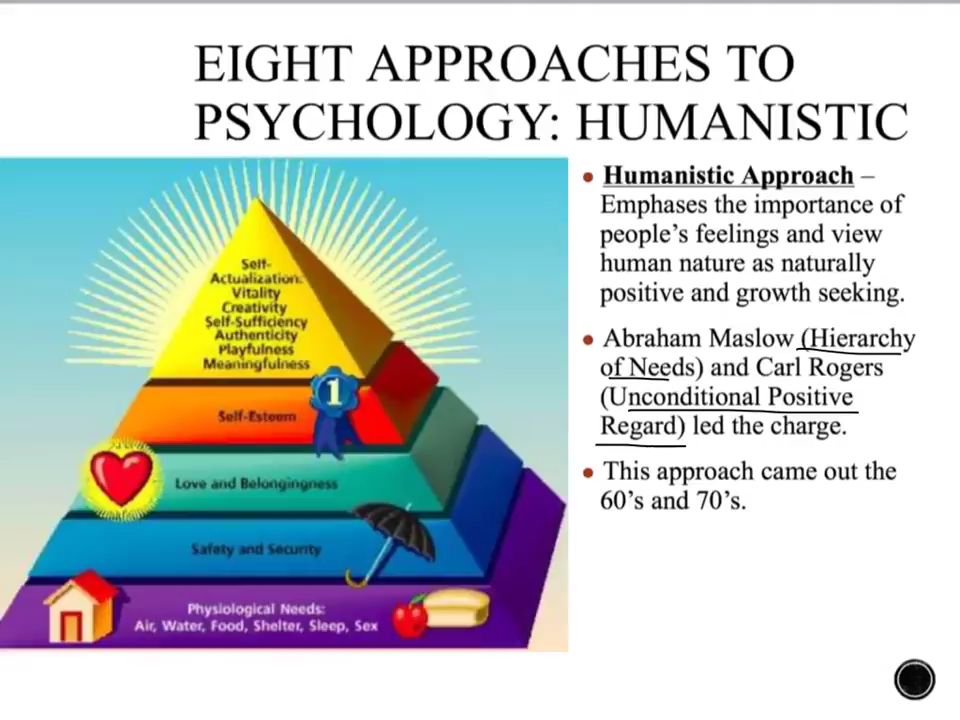 EIGHT APPROACHES TO
PSYCHOLOGY: HUMANISTIC
Self-
Actualization:
Vitality
Creativity
Self-Sufficiency
Authenticity
Playfulness
Meaningfulness
1
Self-Esteem
Love and Belongingness
Safety and Security
Physiological Needs:
Air, Water, Food, Shelter, Sleep, Sex
• Humanistic Approach –
Emphases the importance of
people’s feelings and view
human nature as naturally
positive and growth seeking.
• Abraham Maslow (Hierarchy
of Needs) and Carl Rogers
(Unconditional Positive
Regard) led the charge.
• This approach came out the
60’s and 70’s.